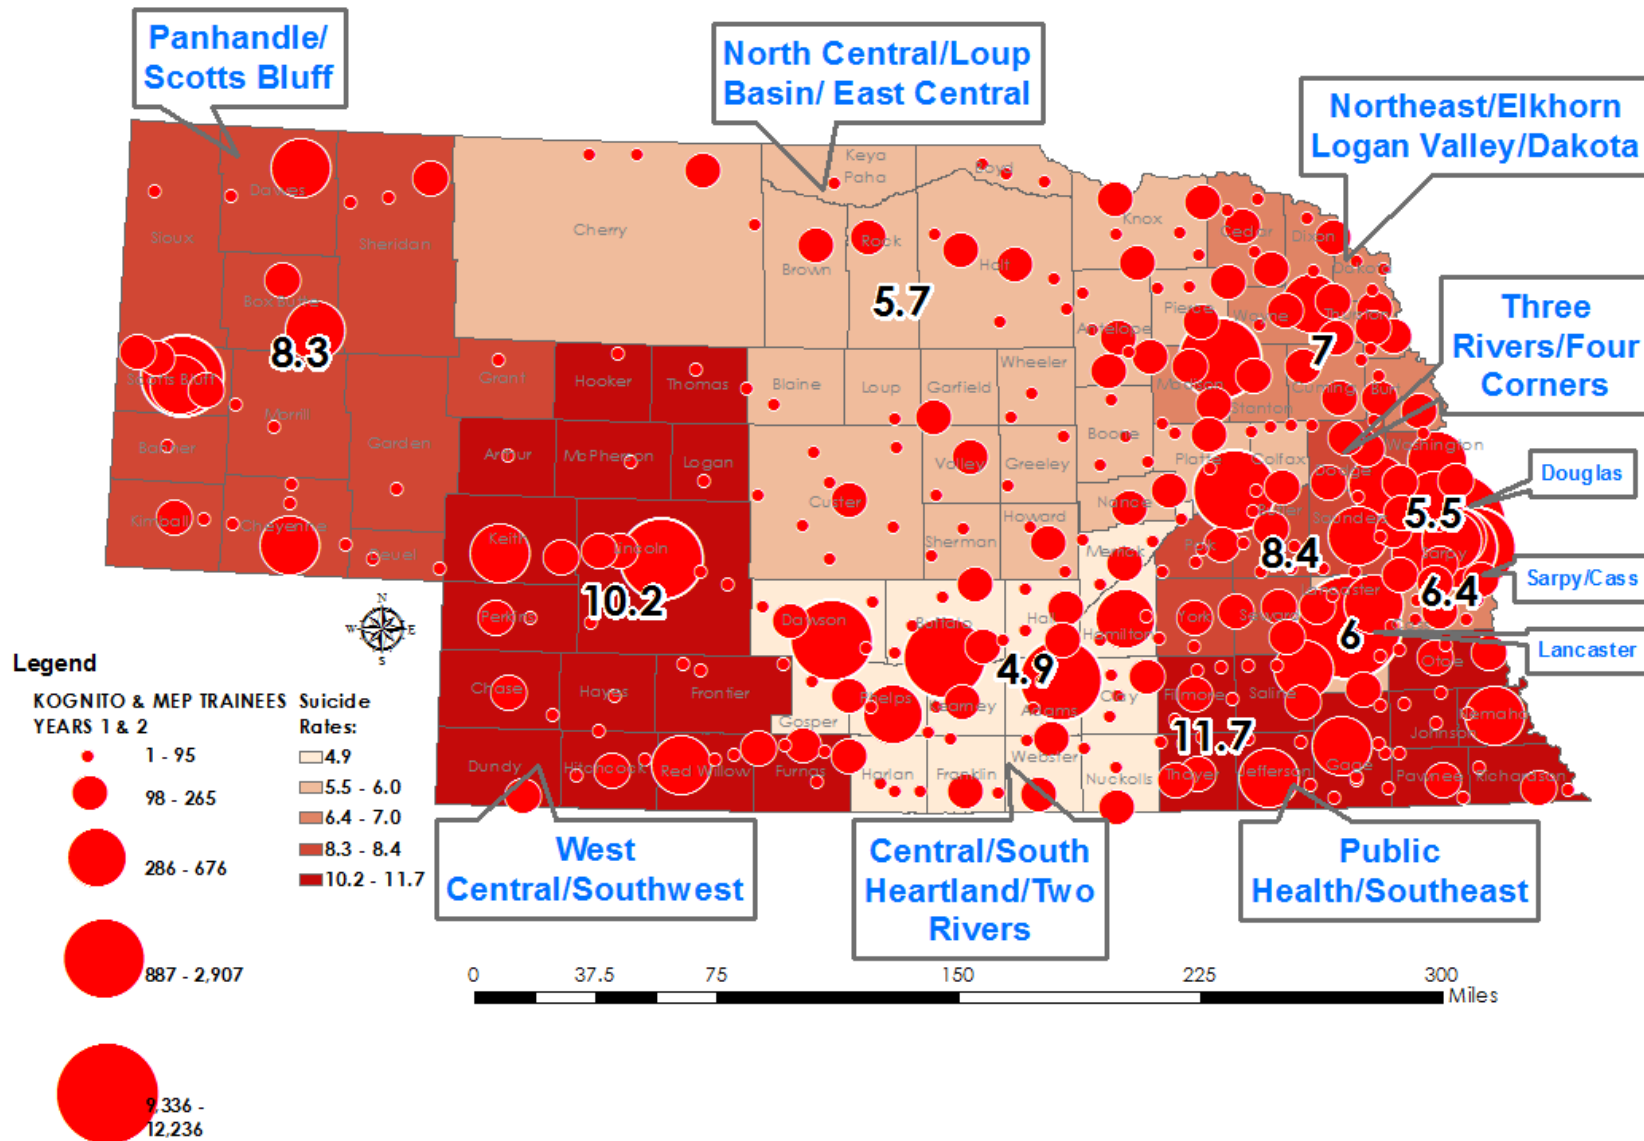 Panhandle/
Scotts Bluff
North Central/Loup
Basin/ East Central
Northeast/Elkhorn
Logan Valley/Dakota
Three
Rivers/Four
Corners
Douglas
Sarpy/Cass
Lancaster
Public
Health/Southeast
Central/South
Heartland/Two
Rivers
West
Central/Southwest
Sioux
Dawes
Sheridan
Box Butte
Scotts Bluff
Morrill
Banner
Garden
Kimball
Cheyenne
Deuel
8.3
Cherry
Keya
Paha
Boyd
Brown
Rock
Holt
5.7
Knox
Cedar
Dixon
Dakota
Antelope
Pierce
Wayne
Thurston
7
Grant
Hooker
Thomas
Blaine
Loup
Garfield
Wheeler
Boone
Madison
Stanton
Cuming
Burt
Arthur
McPherson
Logan
Custer
Valley
Greeley
Nance
Platte
Colfax
Dodge
Washington
Keith
Lincoln
10.2
Sherman
Howard
Merrick
Polk
Butler
Saunders
5.5
Sarpy
8.4
6.4
Perkins
Dawson
Buffalo
Hall
Hamilton
York
Seward
Lancaster
6
Cass
Otoe
4.9
Chase
Hayes
Frontier
Gosper
Phelps
Kearney
Adams
Clay
Fillmore
Saline
11.7
Gage
Johnson
Nemaha
Dundy
Hitchcock
Red Willow
Furnas
Harlan
Franklin
Webster
Nuckolls
Thayer
Jefferson
Pawnee
Richardson
N
W
E
S
Legend
KOGNITO & MEP TRAINEES
YEARS 1 & 2
1 - 95
98 - 265
286 - 676
887 - 2,907
9,336 -
12,236
Suicide
Rates:
4.9
5.5 - 6.0
6.4 - 7.0
8.3 - 8.4
10.2 - 11.7
0 37.5 75 150 225 300
Miles